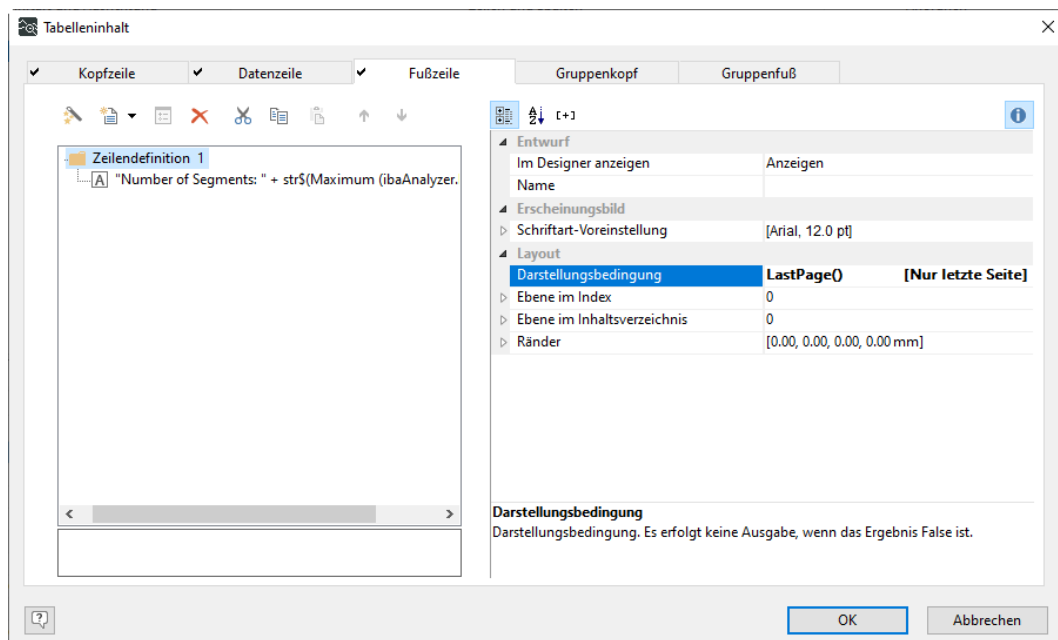 Tabelleninhalt
Kopfzeile Datenzeile Fußzeile Gruppenkopf Gruppenfuß
Zeilendefinition 1
A "Number of Segments: " + str$(Maximum (ibaAnalyzer.
A Z [+]
Entwurf
Im Designer anzeigen Anzeigen
Name
Erscheinungsbild
Schriftart-Voreinstellung [Arial, 12.0 pt]
Layout
Darstellungsbedingung LastPage() [Nur letzte Seite]
Ebene im Index 0
Ebene im Inhaltsverzeichnis 0
Ränder [0.00, 0.00, 0.00, 0.00 mm]
Darstellungsbedingung
Darstellungsbedingung. Es erfolgt keine Ausgabe, wenn das Ergebnis False ist.
OK Abbrechen